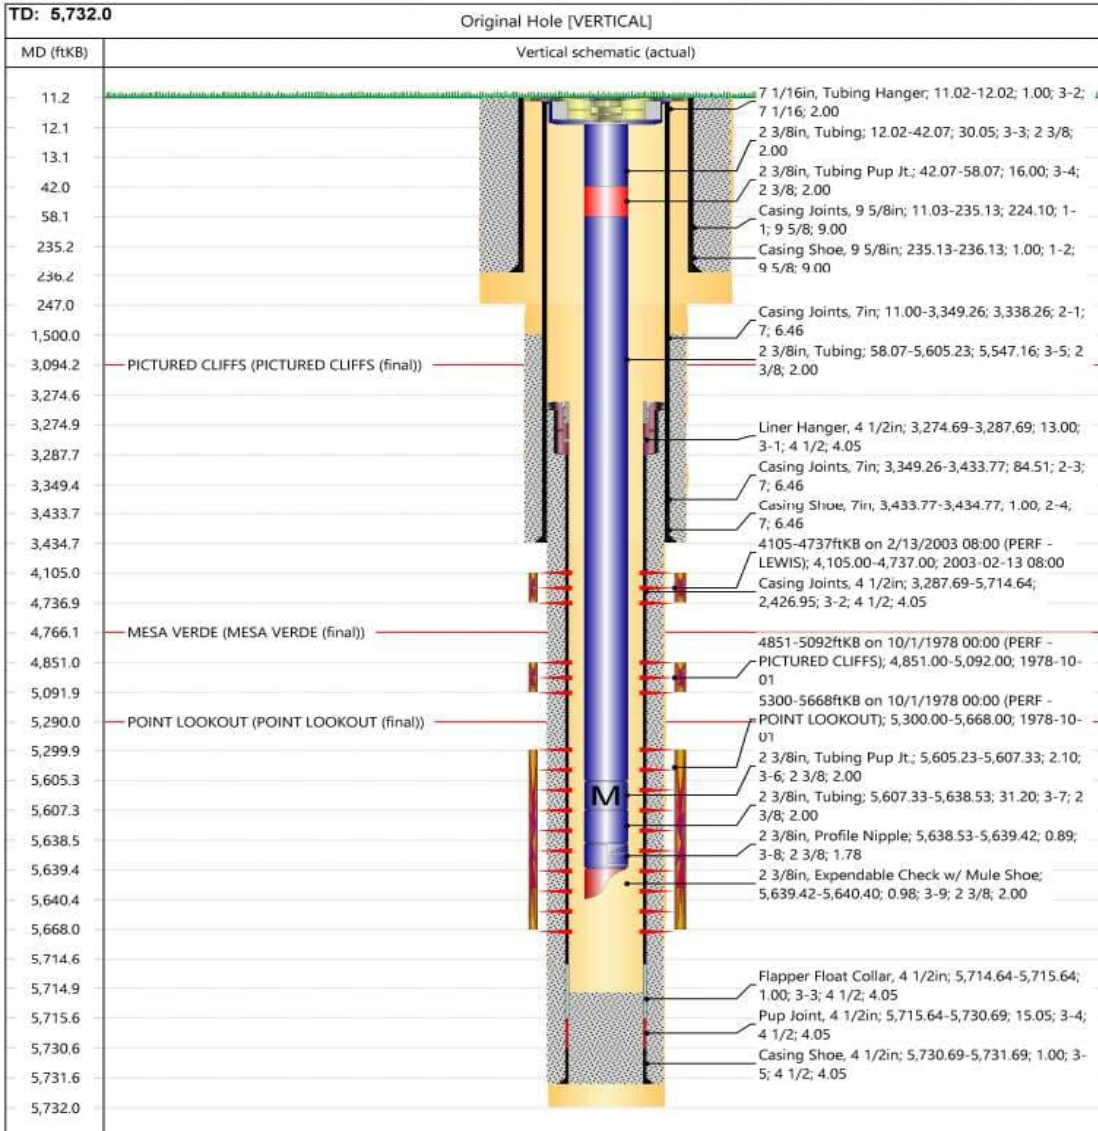 TD: 5,732.0
Original Hole [VERTICAL]
MD (ftKB)
Vertical schematic (actual)
11.2
12.1
13.1
42.0
58.1
235.2
236.2
247.0
1,500.0
3,094.2
3,274.6
3,274.9
3,287.7
3,349.4
3,433.7
3,434.7
4,105.0
4,736.9
4,766.1
4,851.0
5,091.9
5,290.0
5,299.9
5,605.3
5,607.3
5,638.5
5,639.4
5,640.4
5,668.0
5,714.6
5,714.9
5,715.6
5,730.6
5,731.6
5,732.0
PICTURED CLIFFS (PICTURED CLIFFS (final))
MESA VERDE (MESA VERDE (final))
POINT LOOKOUT (POINT LOOKOUT (final))
M
7 1/16in, Tubing Hanger; 11.02-12.02; 1.00; 3-2;
7 1/16; 2.00
2 3/8in, Tubing; 12.02-42.07; 30.05; 3-3; 2 3/8;
2.00
2 3/8in, Tubing Pup Jt.; 42.07-58.07; 16.00; 3-4;
2 3/8; 2.00
Casing Joints, 9 5/8in; 11.03-235.13; 224.10; 1-
1; 9 5/8; 9.00
Casing Shoe, 9 5/8in; 235.13-236.13; 1.00; 1-2;
9 5/8; 9.00
Casing Joints, 7in; 11.00-3,349.26; 3,338.26; 2-1;
7; 6.46
2 3/8in, Tubing; 58.07-5,605.23; 5,547.16; 3-5; 2
3/8; 2.00
Liner Hanger, 4 1/2in; 3,274.69-3,287.69; 13.00;
3-1; 4 1/2; 4.05
Casing Joints, 7in; 3,349.26-3,433.77; 84.51; 2-3;
7; 6.46
Casing Shoe, 7in; 3,433.77-3,434.77; 1.00; 2-4;
7; 6.46
4105-4737ftKB on 2/13/2003 08:00 (PERF -
LEWIS); 4,105.00-4,737.00; 2003-02-13 08:00
Casing Joints, 4 1/2in; 3,287.69-5,714.64;
2,426.95; 3-2; 4 1/2; 4.05
4851-5092ftKB on 10/1/1978 00:00 (PERF -
PICTURED CLIFFS); 4,851.00-5,092.00; 1978-10-
01
5300-5668ftKB on 10/1/1978 00:00 (PERF -
POINT LOOKOUT); 5,300.00-5,668.00; 1978-10-
01
2 3/8in, Tubing Pup Jt.; 5,605.23-5,607.33; 2.10;
3-6; 2 3/8; 2.00
2 3/8in, Tubing; 5,607.33-5,638.53; 31.20; 3-7; 2
3/8; 2.00
2 3/8in, Profile Nipple; 5,638.53-5,639.42; 0.89;
3-8; 2 3/8; 1.78
2 3/8in, Expendable Check w/ Mule Shoe;
5,639.42-5,640.40; 0.98; 3-9; 2 3/8; 2.00
Flapper Float Collar, 4 1/2in; 5,714.64-5,715.64;
1.00; 3-3; 4 1/2; 4.05
Pup Joint, 4 1/2in; 5,715.64-5,730.69; 15.05; 3-4;
4 1/2; 4.05
Casing Shoe, 4 1/2in; 5,730.69-5,731.69; 1.00; 3-
5; 4 1/2; 4.05